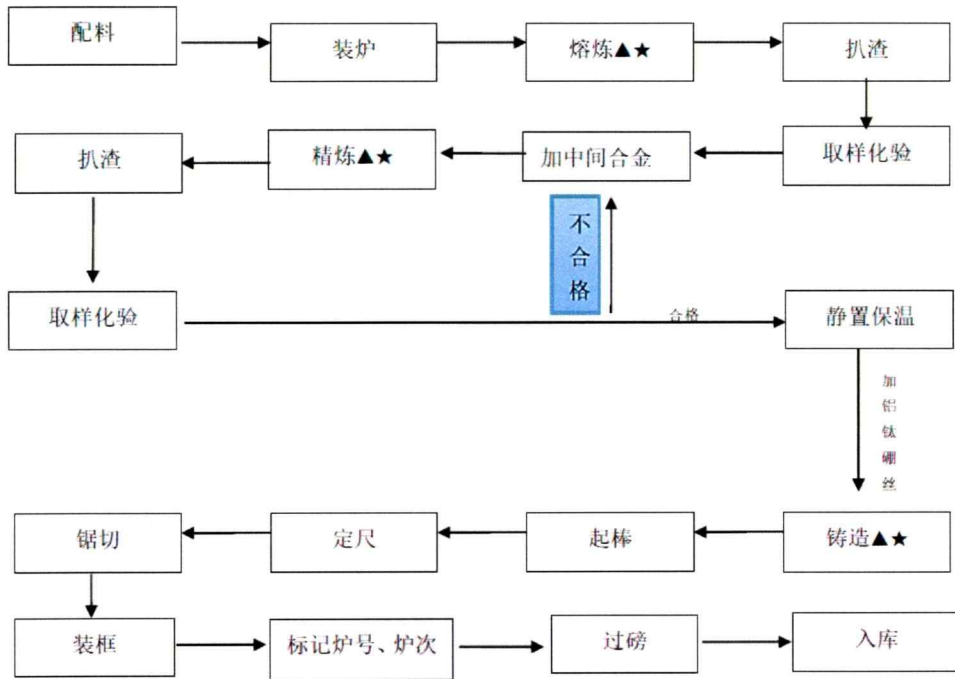 配料
装炉
熔炼▲★
扒渣
取样化验
加中间合金
精炼▲★
扒渣
取样化验
不合格
合格
静置保温
加铝钛硼丝
铸造▲★
起棒
定尺
锯切
装框
标记炉号、炉次
过磅
入库